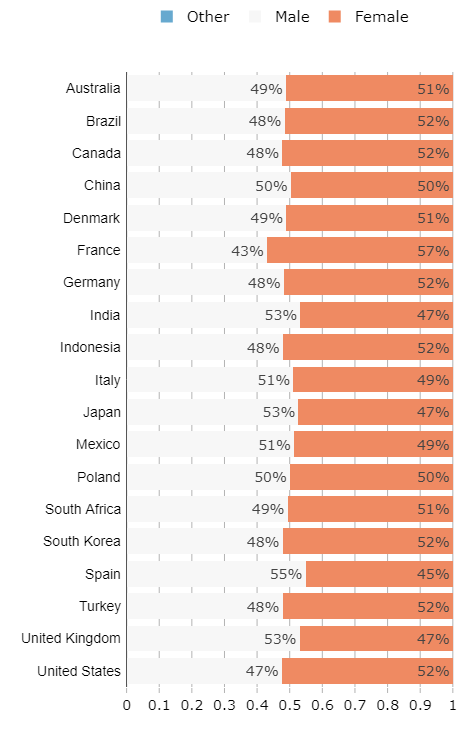 Other Male Female
Australia 49% 51%
Brazil 48% 52%
Canada 48% 52%
China 50% 50%
Denmark 49% 51%
France 43% 57%
Germany 48% 52%
India 53% 47%
Indonesia 48% 52%
Italy 51% 49%
Japan 53% 47%
Mexico 51% 49%
Poland 50% 50%
South Africa 49% 51%
South Korea 48% 52%
Spain 55% 45%
Turkey 48% 52%
United Kingdom 53% 47%
United States 47% 52%
0 0.1 0.2 0.3 0.4 0.5 0.6 0.7 0.8 0.9 1